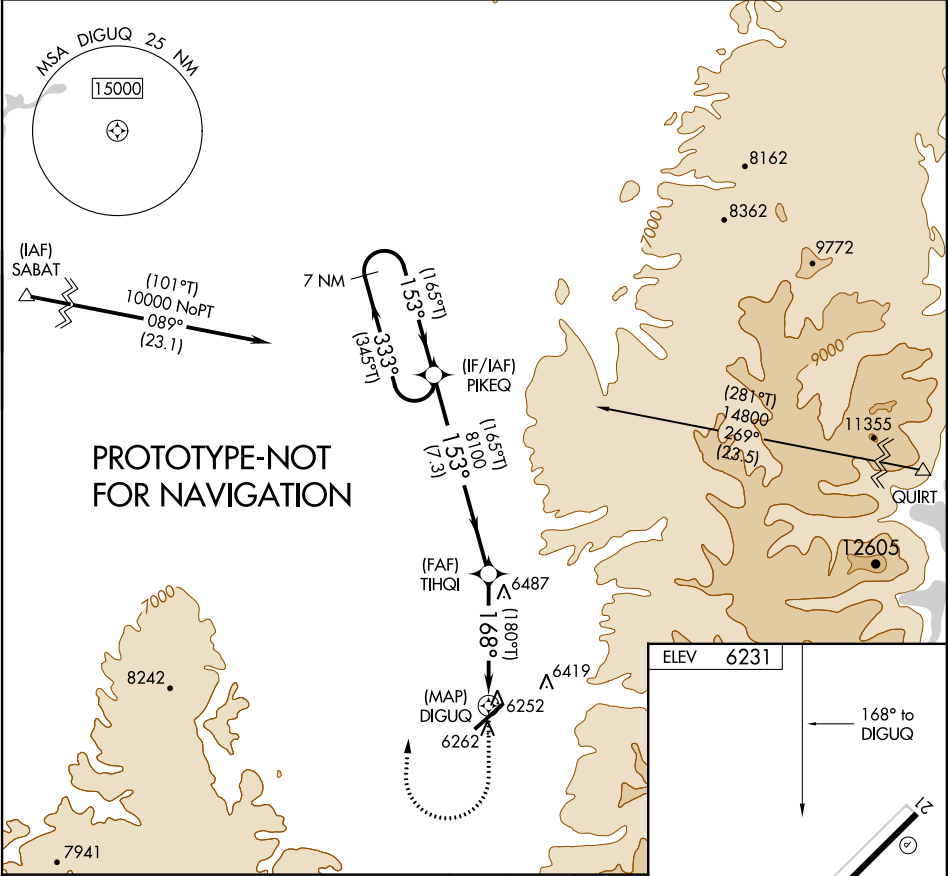 MSA DIGUQ 25 NM
15000
8162
8362
9772
7000
(IAF)
SABAT
(101°T)
10000 NoPT
089°
(23.1)
7 NM
153°
(165°T)
333°
(345°T)
(IF/IAF)
PIKEQ
9000
(281°T)
14800
269°
(23.5)
11355
QUIRT
PROTOTYPE-NOT
FOR NAVIGATION
(165°T)
8100
153°
(7.3)
12605
(FAF)
TIHQI
6487
168°
(180°T)
7000
8242
6419
(MAP)
DIGUQ
6252
6262
ELEV 6231
168° to
DIGUQ
21
P
7941